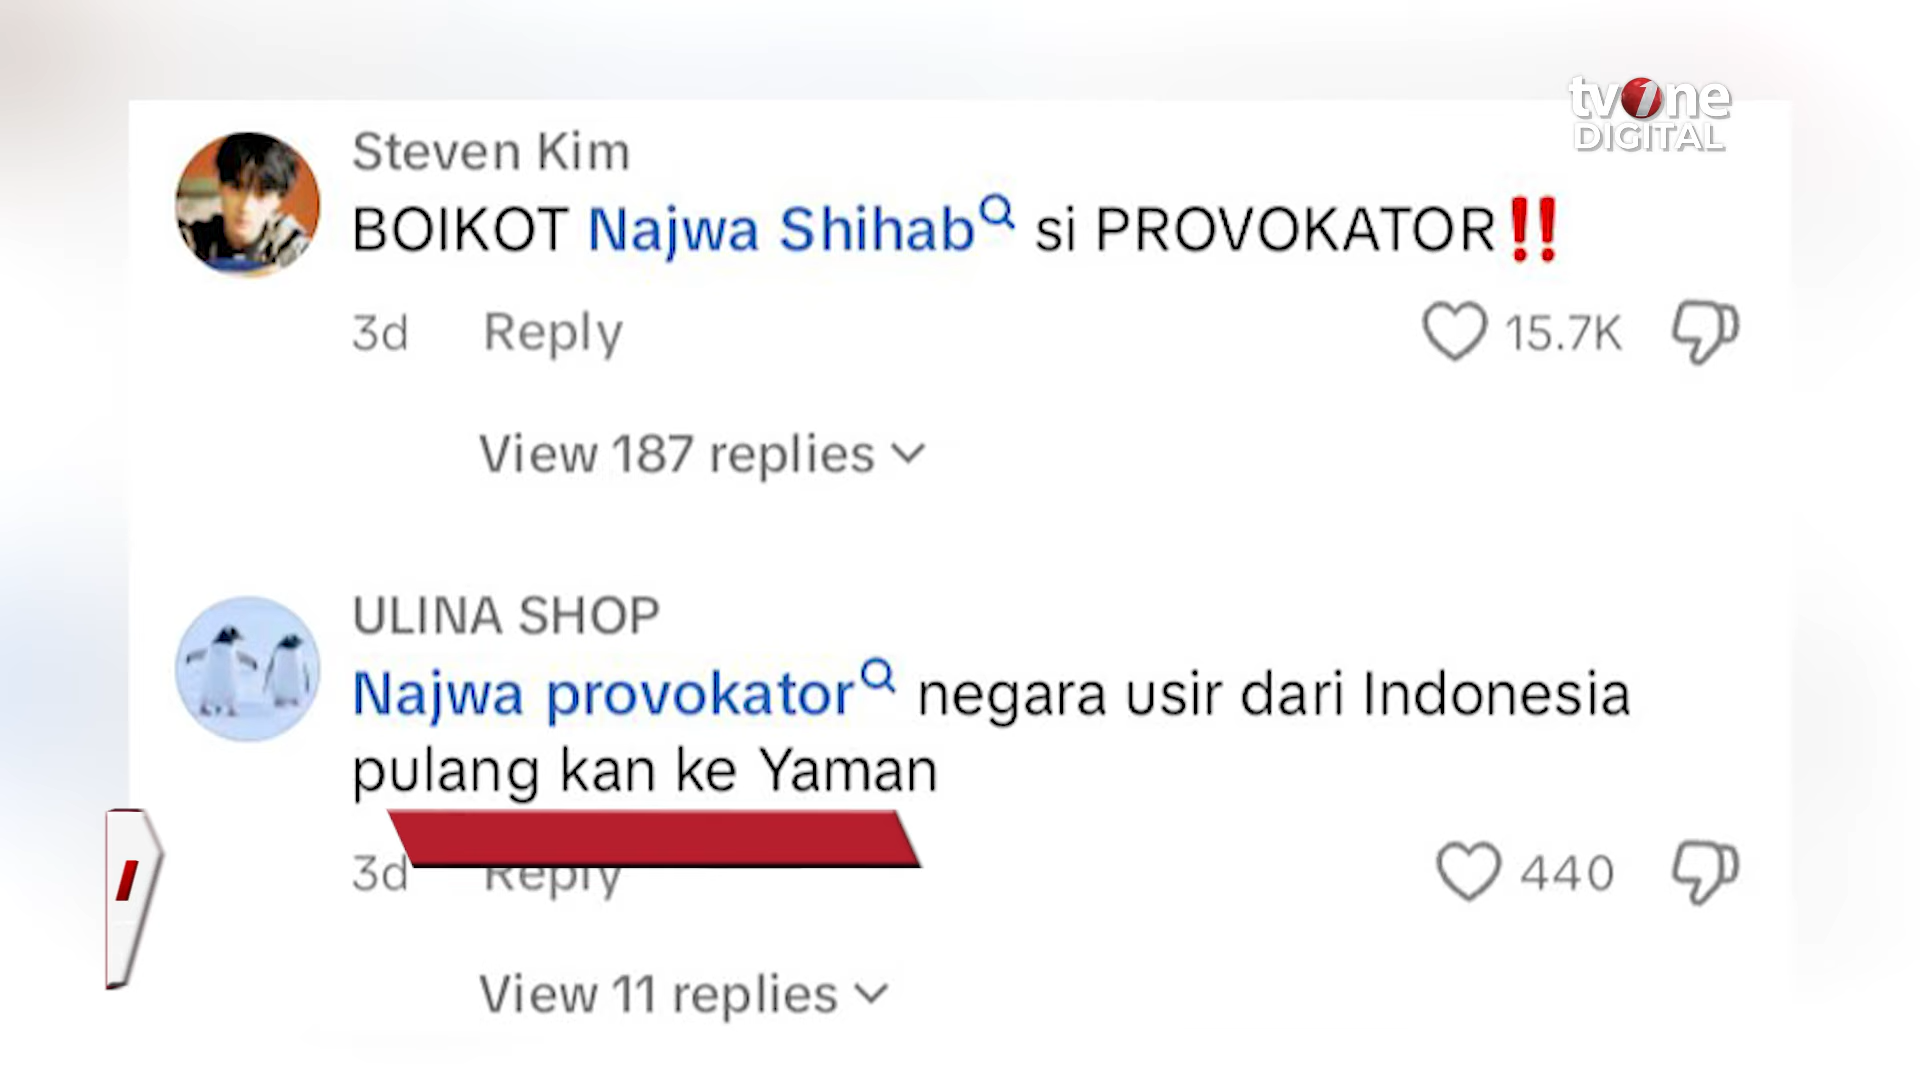 tvOne
DIGITAL
Steven Kim
BOIKOT Najwa Shihab si PROVOKATOR‼️
3d Reply 15.7K
View 187 replies
ULINA SHOP
Najwa provokator negara usir dari Indonesia
pulang kan ke Yaman
3d Reply 440
View 11 replies